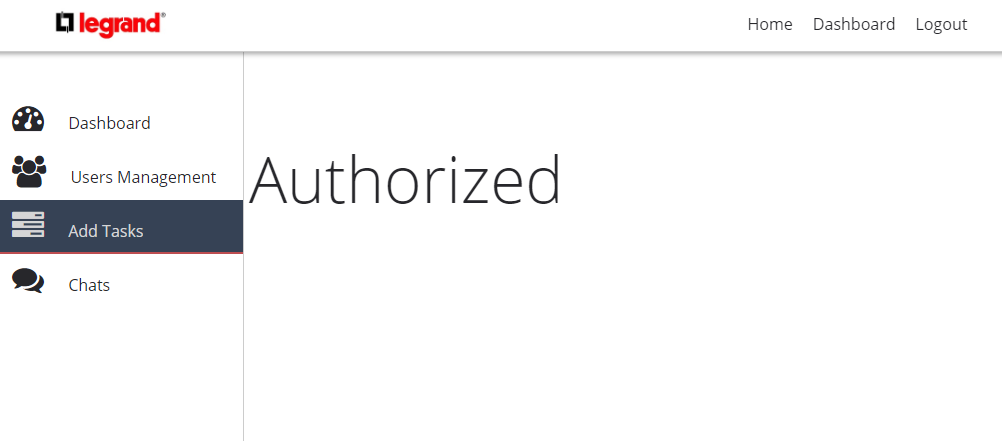 legrand®
Home Dashboard Logout
Dashboard
Users Management
Authorized
Add Tasks
Chats